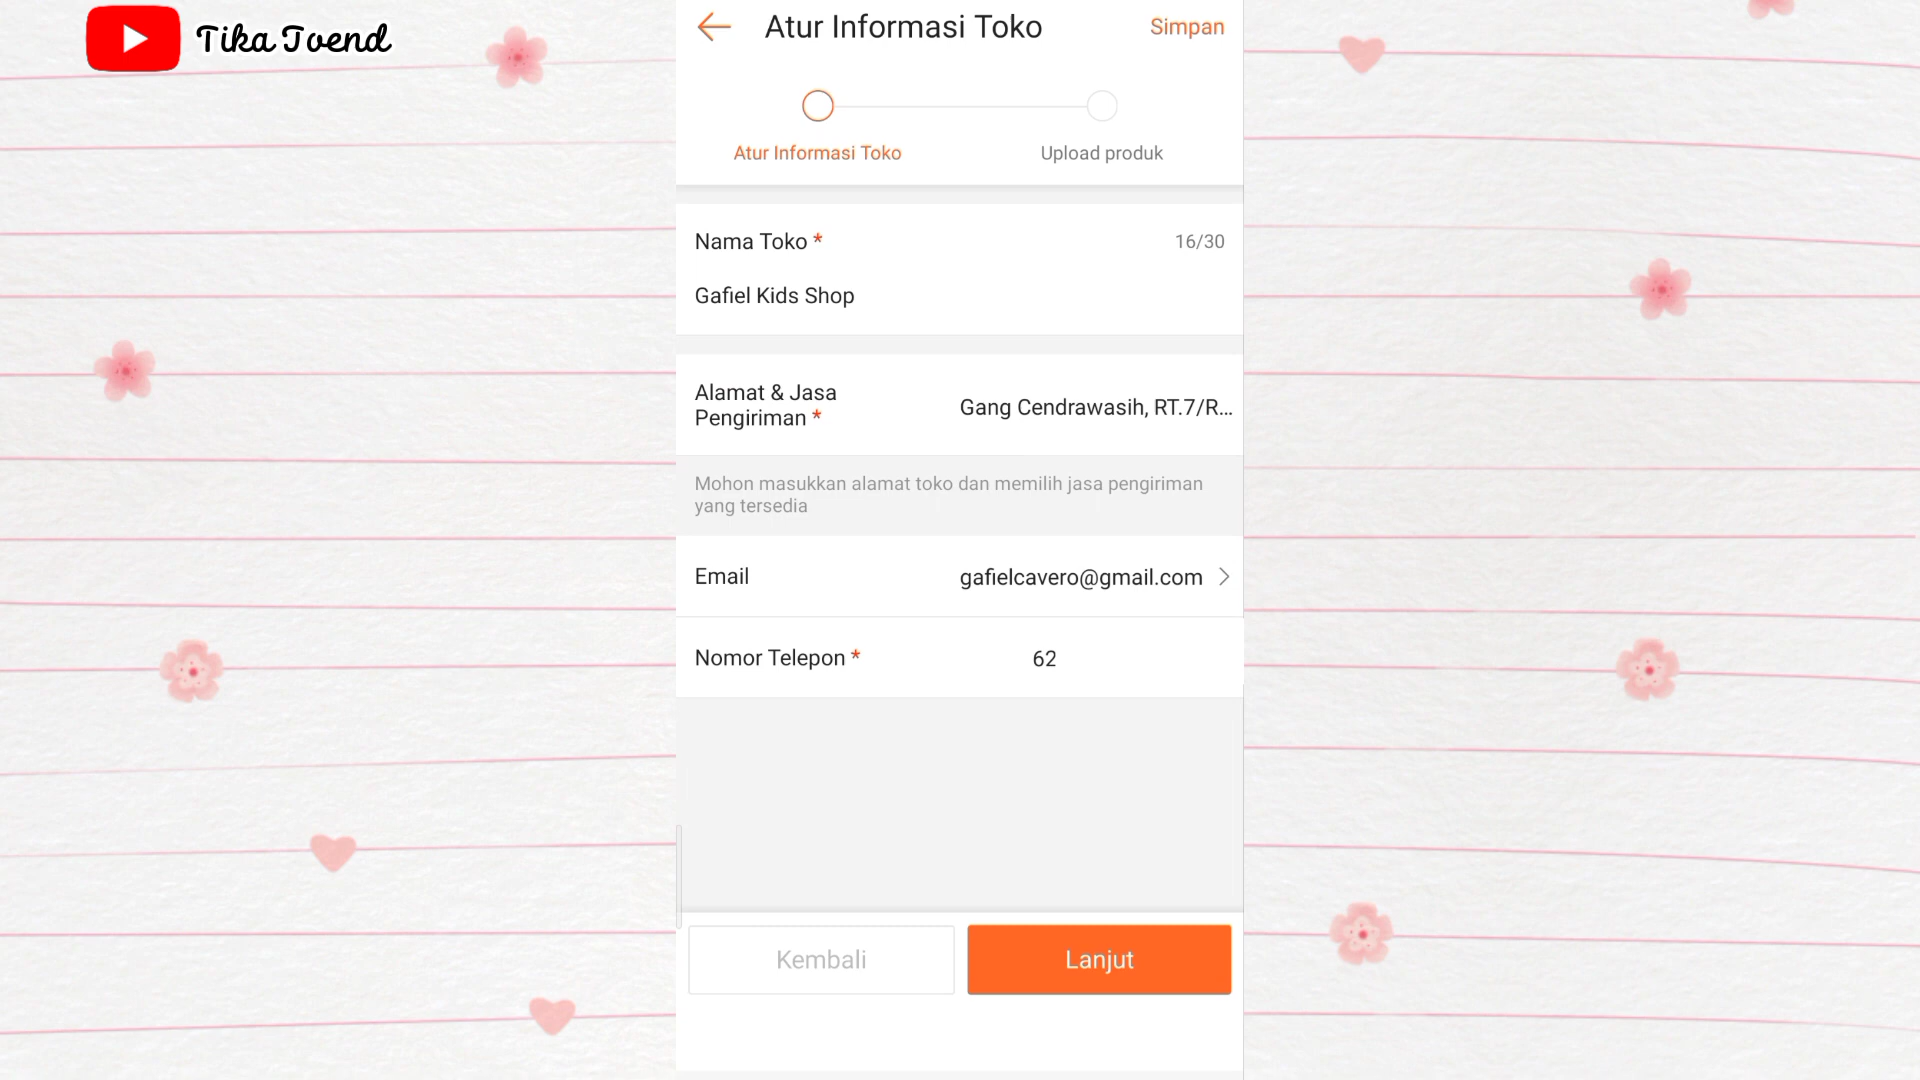 Tika Tvend
Atur Informasi Toko
Simpan
Atur Informasi Toko
Upload produk
Nama Toko *
16/30
Gafiel Kids Shop
Alamat & Jasa
Pengiriman *
Gang Cendrawasih, RT.7/R...
Mohon masukkan alamat toko dan memilih jasa pengiriman
yang tersedia
Email
gafielcavero@gmail.com
Nomor Telepon *
62
Kembali
Lanjut